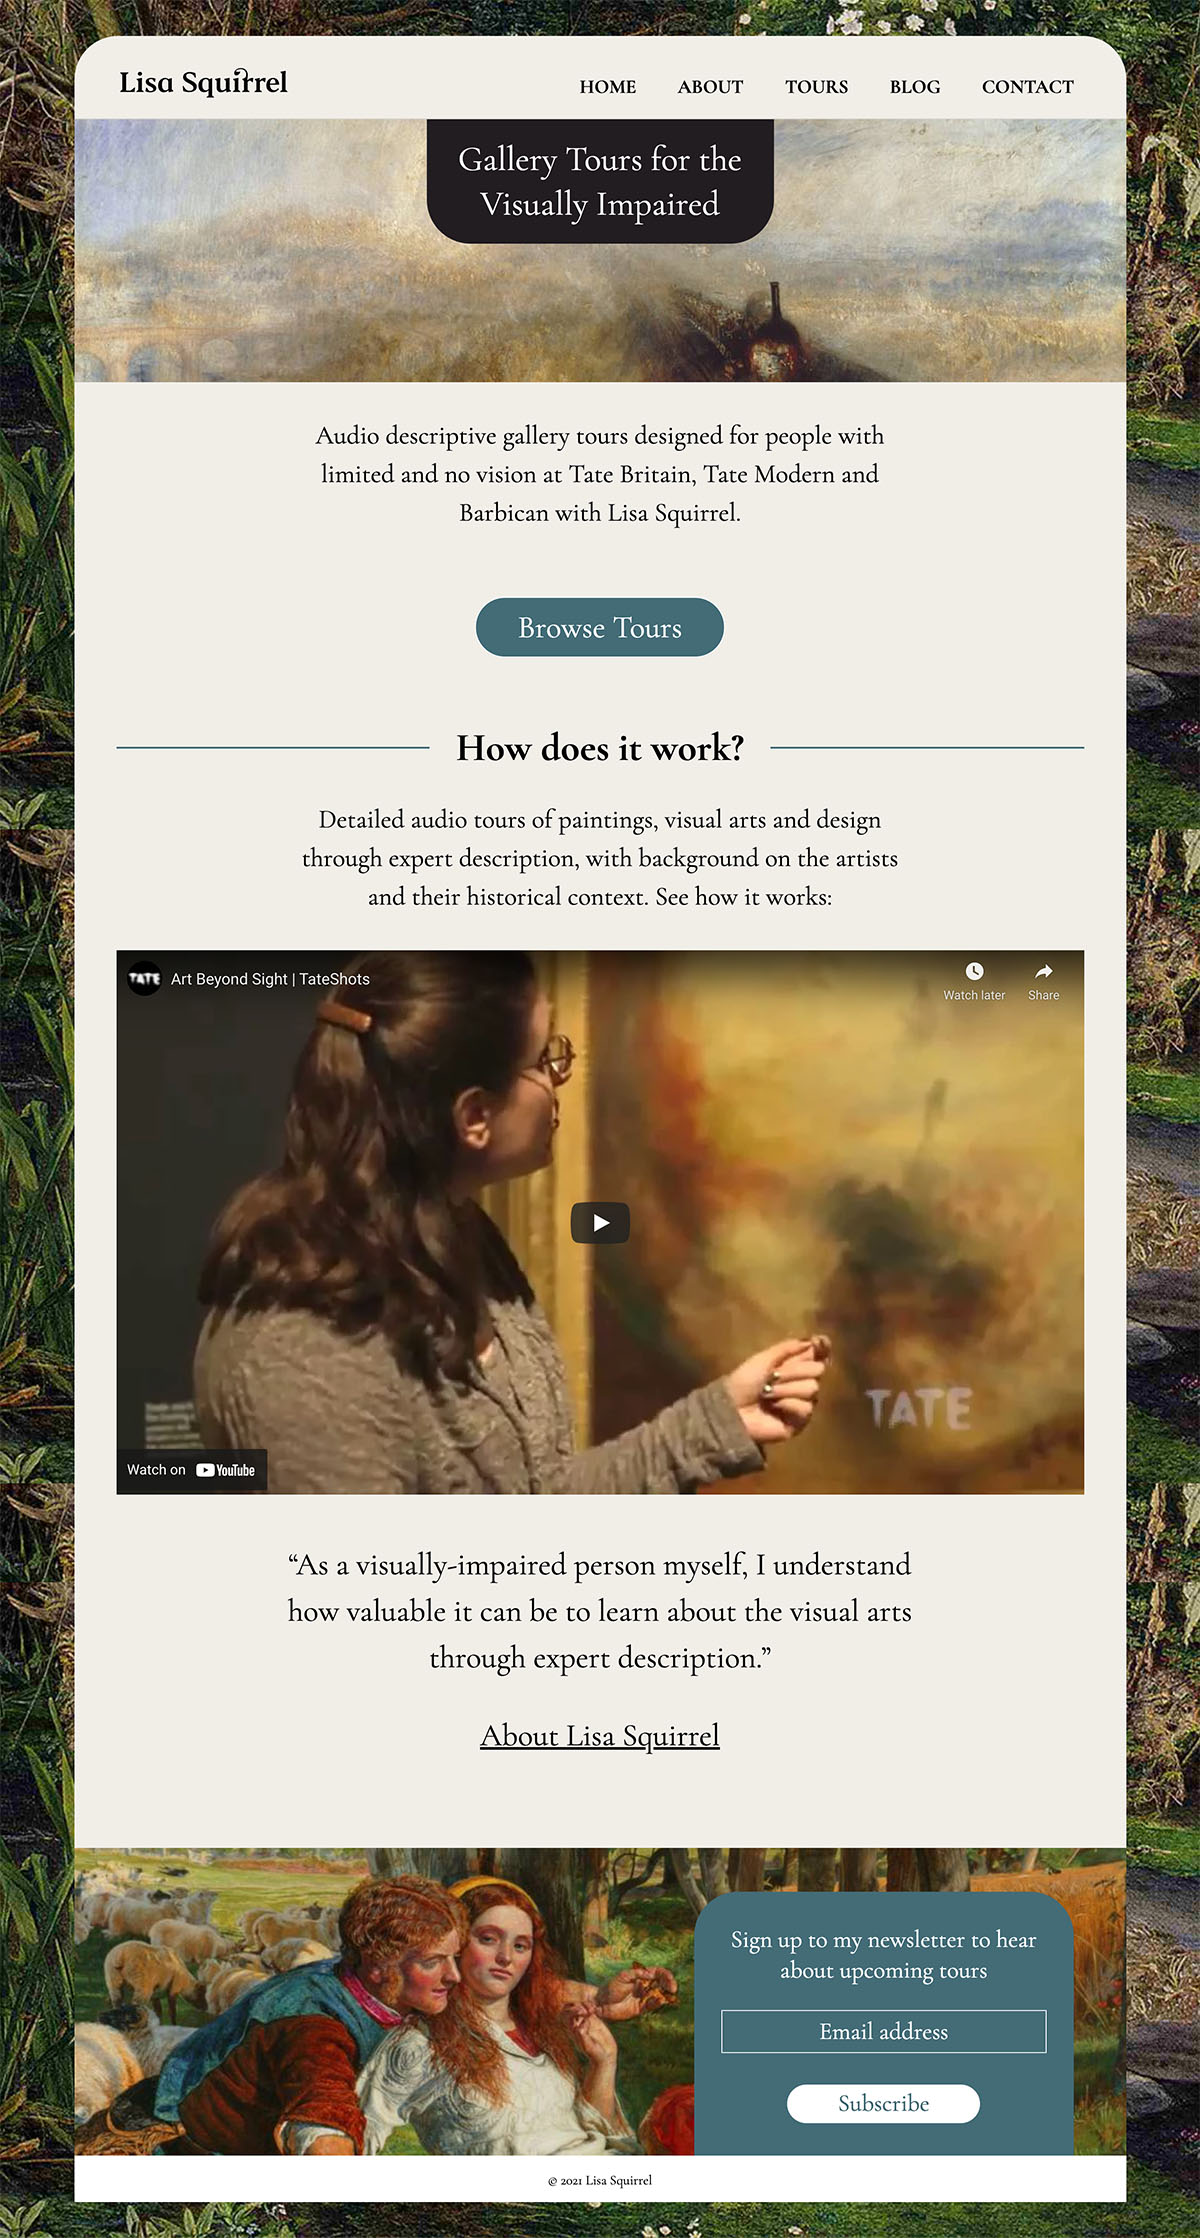 Lisa Squirrel
HOME ABOUT TOURS BLOG CONTACT
Gallery Tours for the
Visually Impaired
Audio descriptive gallery tours designed for people with
limited and no vision at Tate Britain, Tate Modern and
Barbican with Lisa Squirrel.
Browse Tours
How does it work?
Detailed audio tours of paintings, visual arts and design
through expert description, with background on the artists
and their historical context. See how it works:
TATE Art Beyond Sight | TateShots
Watch later Share
TATE
Watch on YouTube
“As a visually-impaired person myself, I understand
how valuable it can be to learn about the visual arts
through expert description.”
About Lisa Squirrel
Sign up to my newsletter to hear
about upcoming tours
Email address
Subscribe
© 2021 Lisa Squirrel